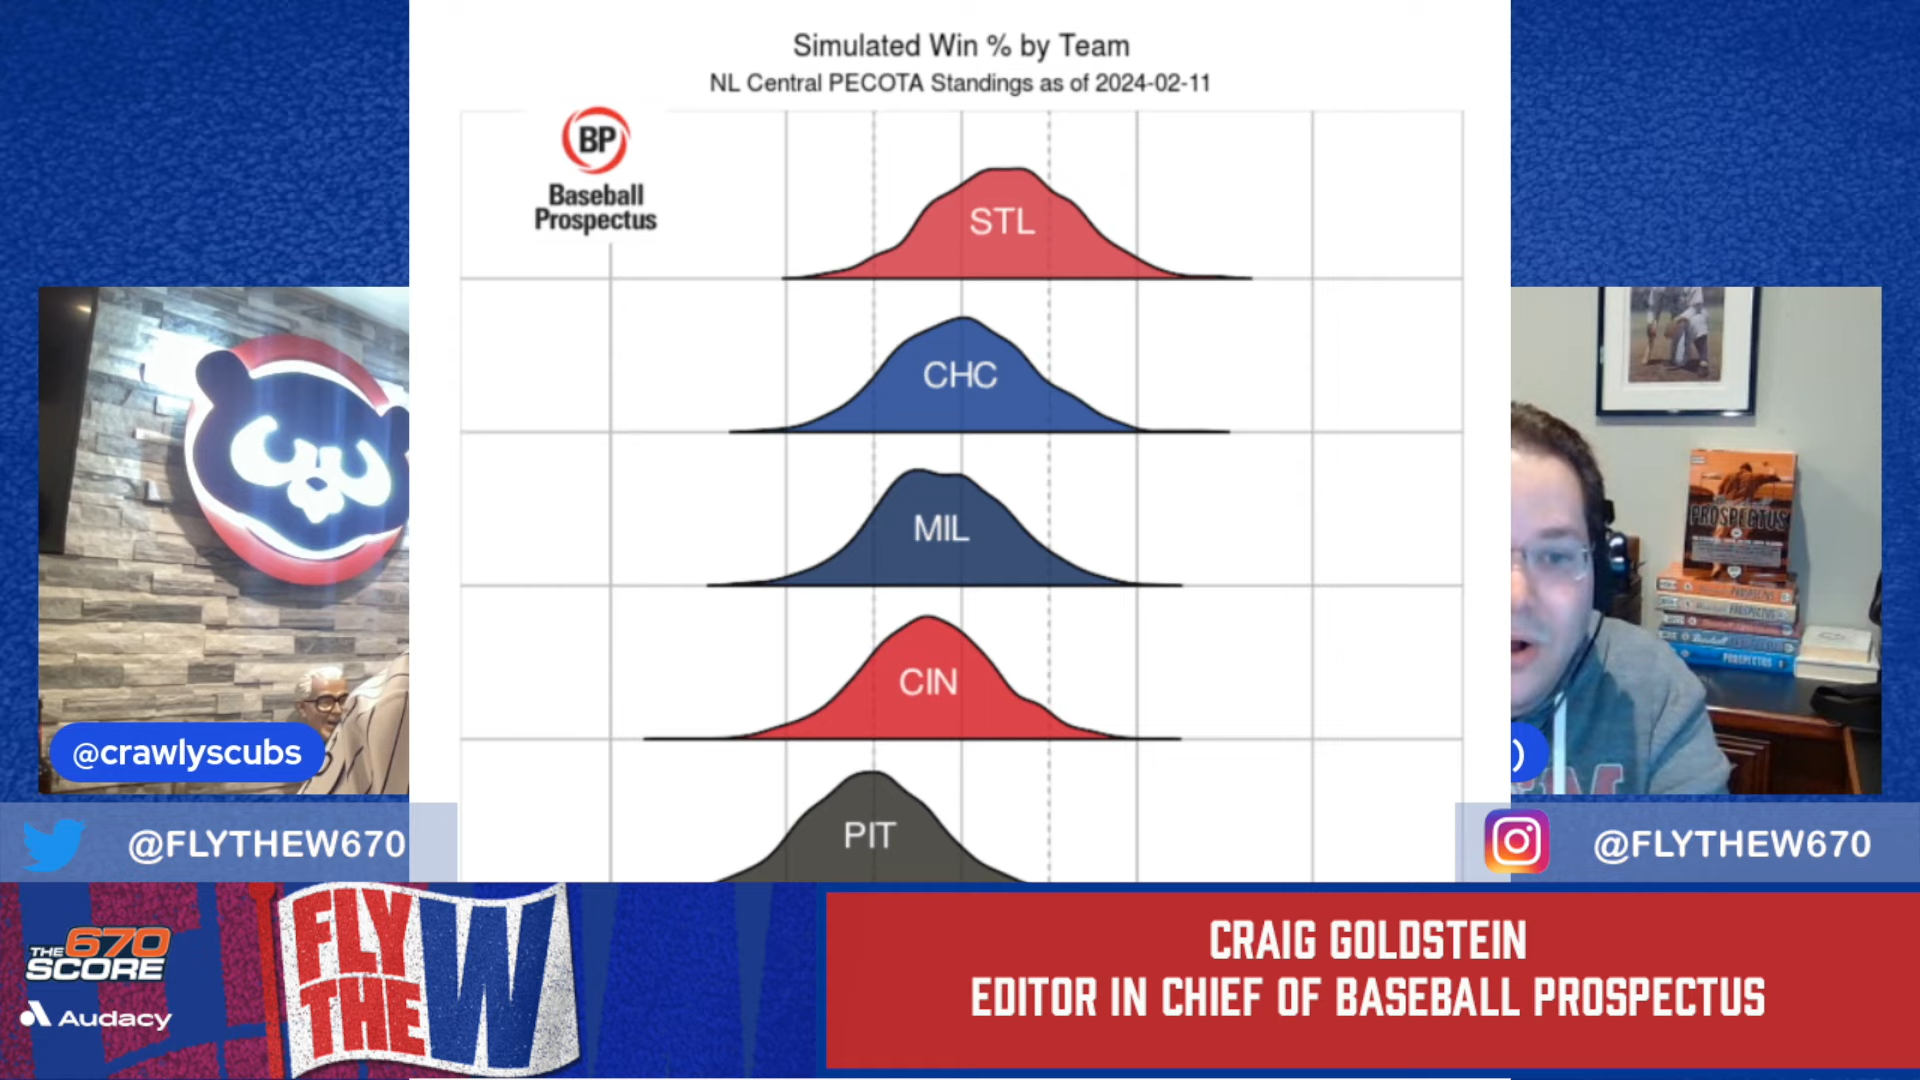 Simulated Win % by Team
NL Central PECOTA Standings as of 2024-02-11
BP
Baseball
Prospectus
STL
CHC
MIL
CIN
PIT
PROSPECTUS
PROSPECTUS
@crawlyscubs
)
@FLYTHEW670
@FLYTHEW670
THE 670
SCORE
Audacy
FLY
THE W
CRAIG GOLDSTEIN
EDITOR IN CHIEF OF BASEBALL PROSPECTUS